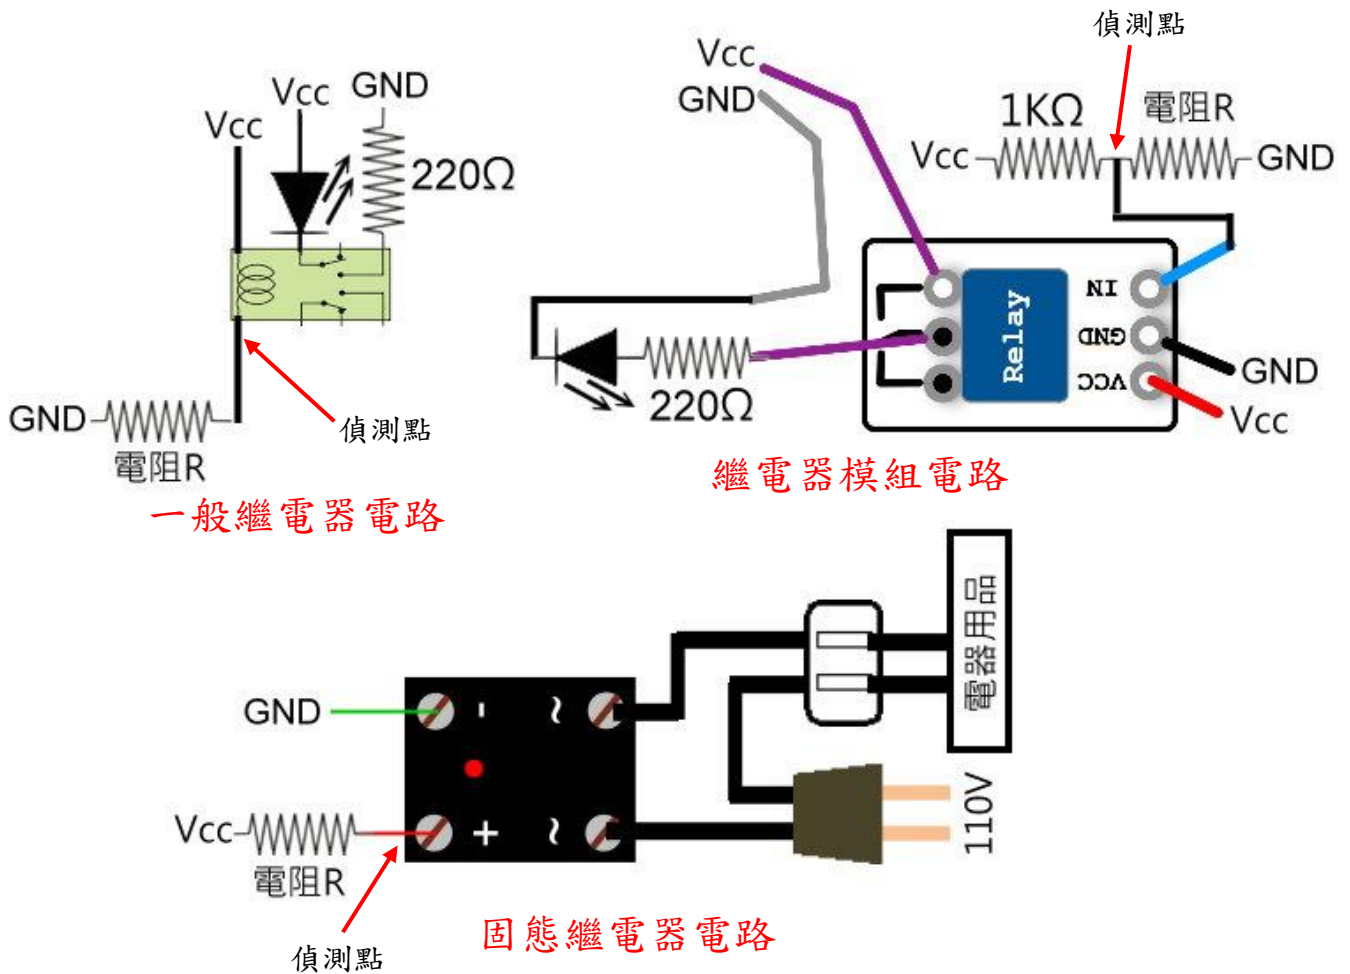 Vcc
Vcc
GND
220Ω
GND
電阻R
偵測點
一般繼電器電路
偵測點
Vcc
GND
1KΩ
電阻R
Vcc
GND
Relay
IN
GND
VCC
GND
Vcc
220Ω
繼電器模組電路
GND
-
~
+
~
Vcc
電阻R
偵測點
電器用品
110V
固態繼電器電路